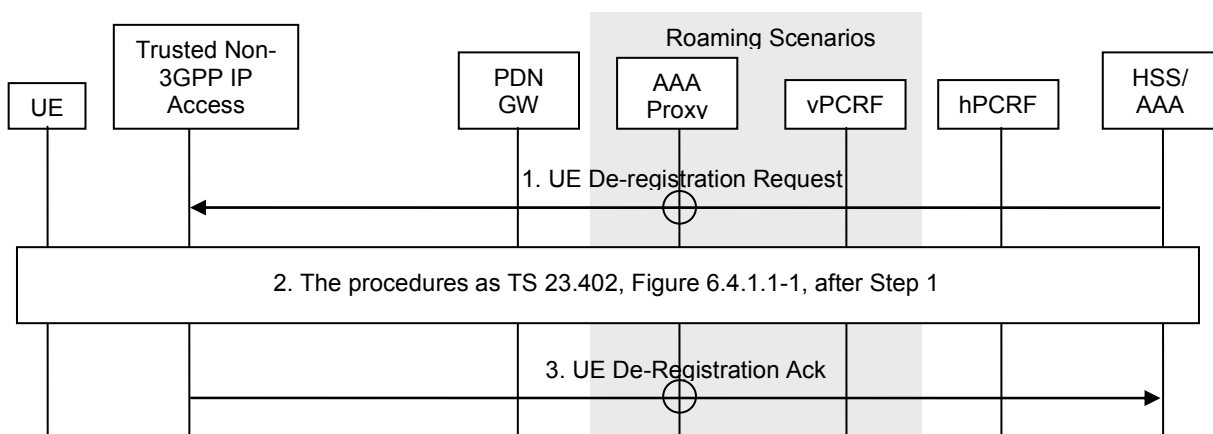 Roaming Scenarios
UE
Trusted Non-
3GPP IP
Access
PDN
GW
AAA
Proxy
vPCRF
hPCRF
HSS/
AAA
1. UE De-registration Request
2. The procedures as TS 23.402, Figure 6.4.1.1-1, after Step 1
3. UE De-Registration Ack